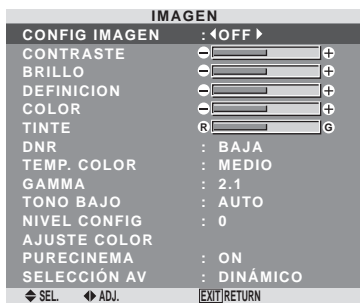 IMAGEN
CONFIG IMAGEN : OFF
CONTRASTE
BRILLO
DEFINICION
COLOR
TINTE R G
DNR : BAJA
TEMP. COLOR : MEDIO
GAMMA : 2.1
TONO BAJO : AUTO
NIVEL CONFIG : 0
AJUSTE COLOR
PURECINEMA : ON
SELECCIÓN AV : DINÁMICO
SEL. ADJ. EXIT RETURN